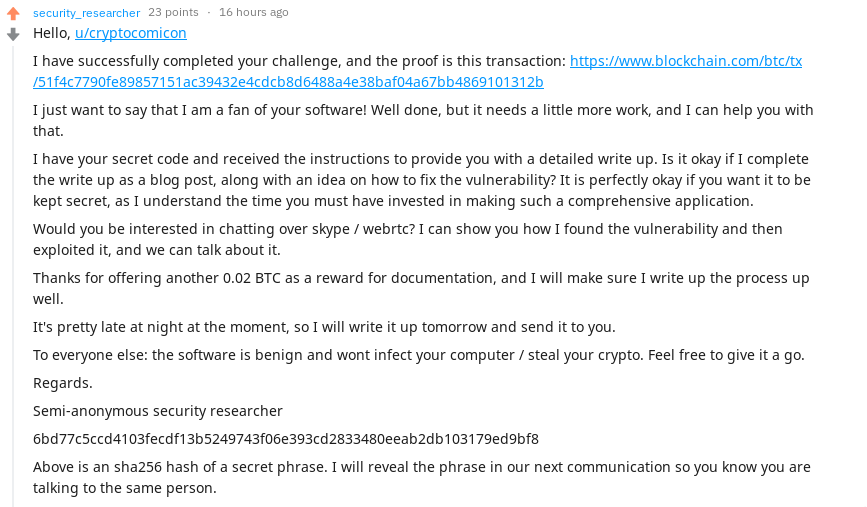 security_researcher 23 points · 16 hours ago
Hello, u/cryptocomicon
I have successfully completed your challenge, and the proof is this transaction: https://www.blockchain.com/btc/tx
/51f4c7790fe89857151ac39432e4cdcb8d6488a4e38baf04a67bb4869101312b
I just want to say that I am a fan of your software! Well done, but it needs a little more work, and I can help you with
that.
I have your secret code and received the instructions to provide you with a detailed write up. Is it okay if I complete
the write up as a blog post, along with an idea on how to fix the vulnerability? It is perfectly okay if you want it to be
kept secret, as I understand the time you must have invested in making such a comprehensive application.
Would you be interested in chatting over skype / webrtc? I can show you how I found the vulnerability and then
exploited it, and we can talk about it.
Thanks for offering another 0.02 BTC as a reward for documentation, and I will make sure I write up the process up
well.
It's pretty late at night at the moment, so I will write it up tomorrow and send it to you.
To everyone else: the software is benign and wont infect your computer / steal your crypto. Feel free to give it a go.
Regards.
Semi-anonymous security researcher
6bd77c5ccd4103fecdf13b5249743f06e393cd2833480eeab2db103179ed9bf8
Above is an sha256 hash of a secret phrase. I will reveal the phrase in our next communication so you know you are
talking to the same person.